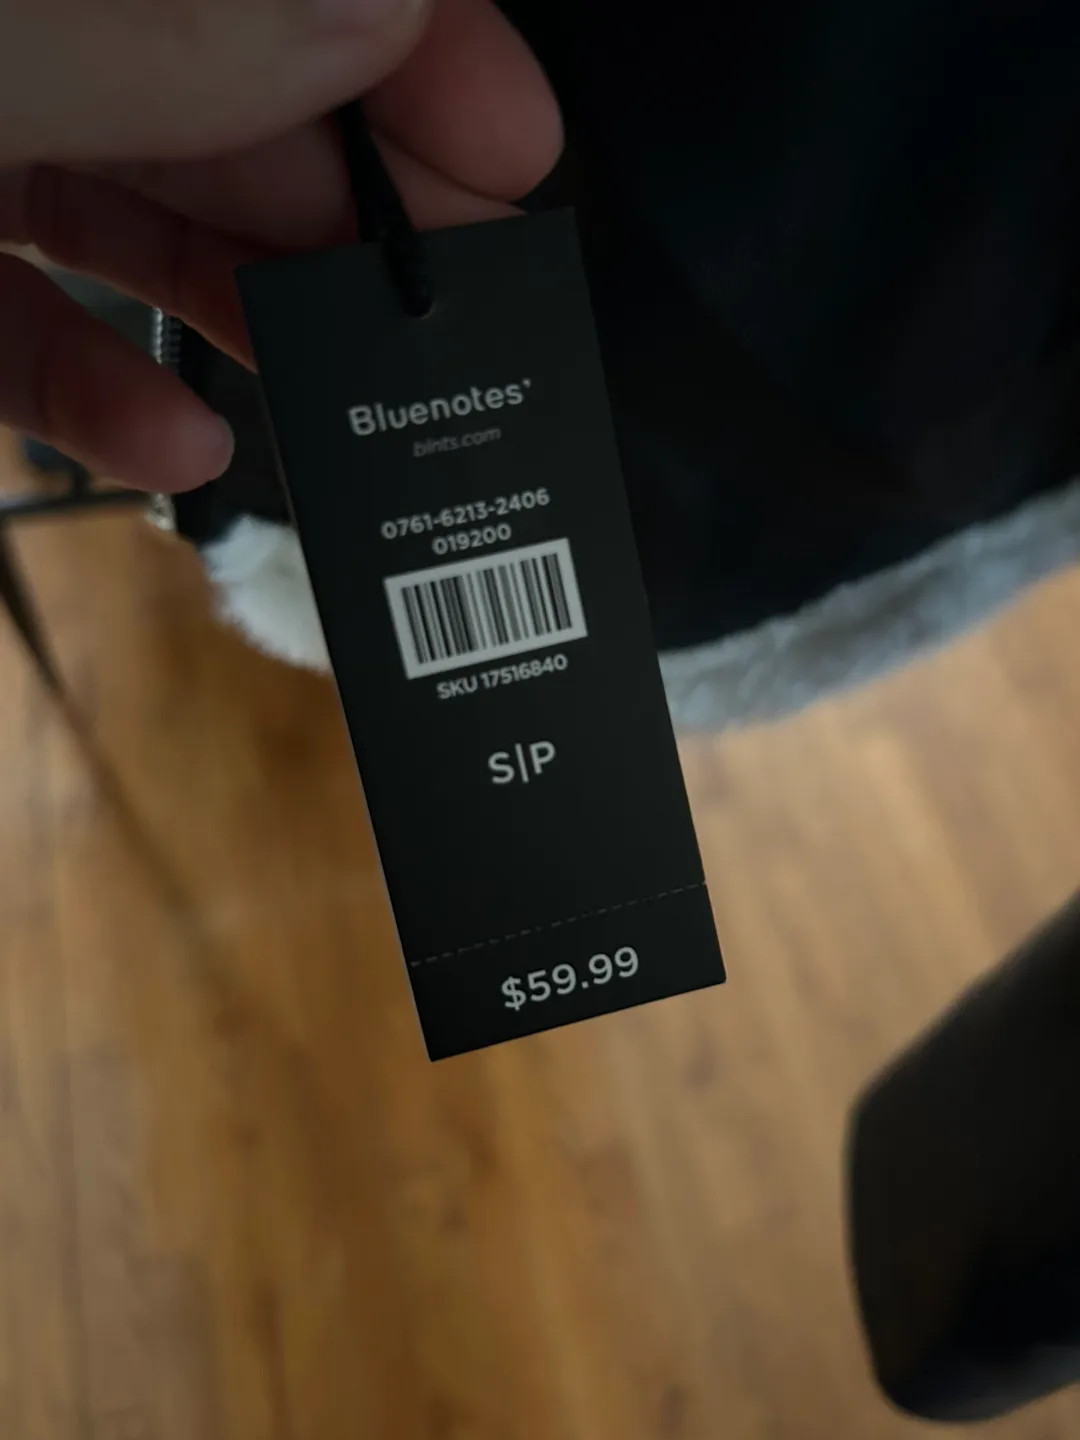 Bluenotes'
blnts.com
0761-6213-2406
019200
SKU 17516840
S|P
$59.99